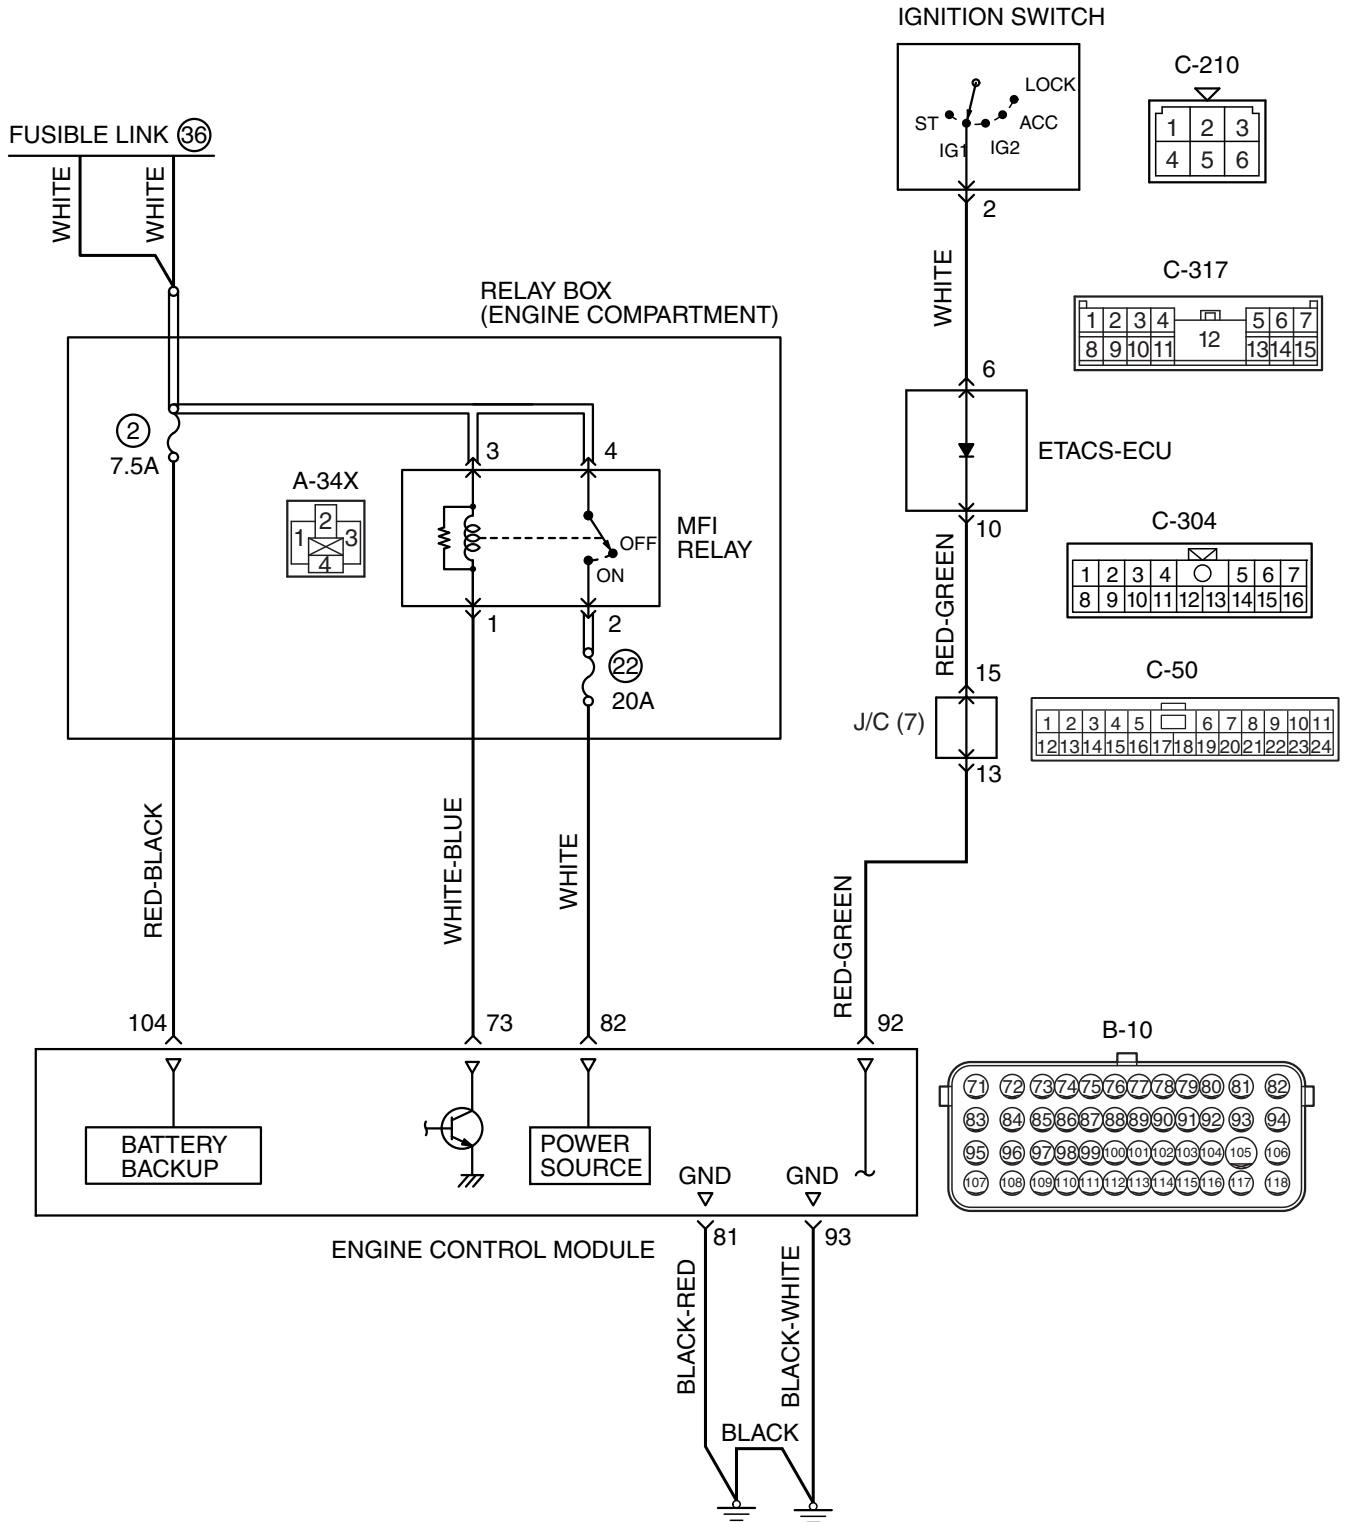 IGNITION SWITCH
LOCK
ST
ACC
IG1
IG2
2
C-210
1 2 3
4 5 6
FUSIBLE LINK 36
WHITE
WHITE
WHITE
C-317
1 2 3 4 5 6 7
12
8 9 10 11 13 14 15
RELAY BOX
(ENGINE COMPARTMENT)
6
ETACS-ECU
10
2
7.5A
3
4
A-34X
2
1 3
4
OFF
ON
MFI
RELAY
1
2
22
20A
C-304
1 2 3 4 5 6 7
8 9 10 11 12 13 14 15 16
RED-GREEN
15
J/C (7)
13
C-50
1 2 3 4 5 6 7 8 9 10 11
12 13 14 15 16 17 18 19 20 21 22 23 24
RED-BLACK
WHITE-BLUE
WHITE
RED-GREEN
104
73
82
92
BATTERY
BACKUP
POWER
SOURCE
GND
GND
B-10
71 72 73 74 75 76 77 78 79 80 81 82
83 84 85 86 87 88 89 90 91 92 93 94
95 96 97 98 99 100 101 102 103 104 105 106
107 108 109 110 111 112 113 114 115 116 117 118
ENGINE CONTROL MODULE
81
93
BLACK-RED
BLACK-WHITE
BLACK